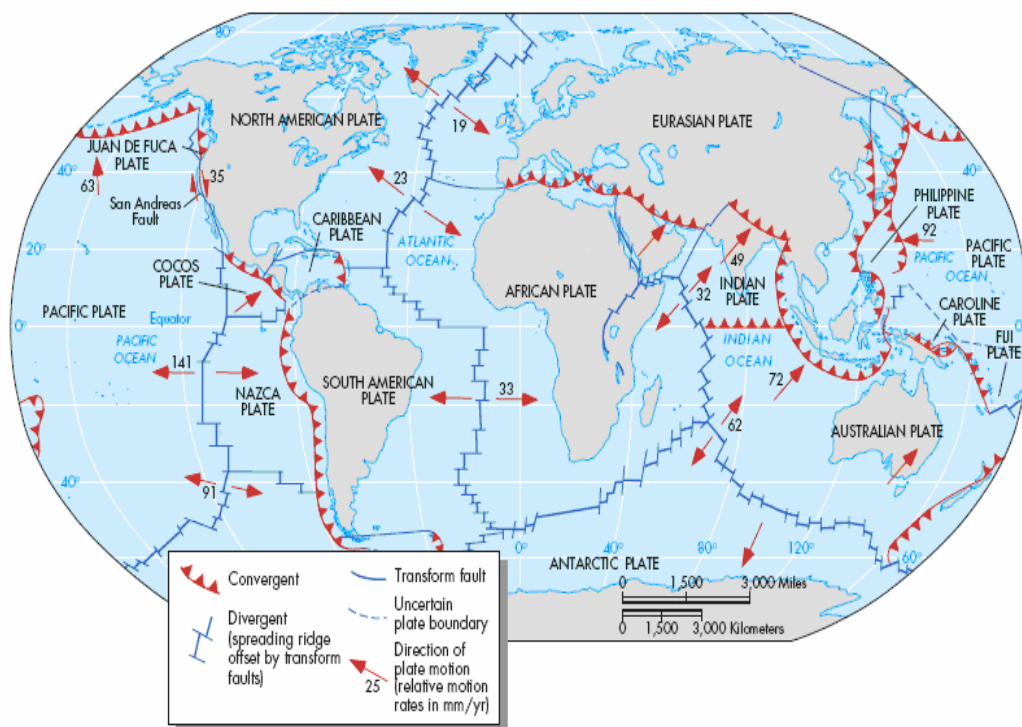 80°
NORTH AMERICAN PLATE
19
EURASIAN PLATE
JUAN DE FUCA
PLATE
40°
63
35
San Andreas
Fault
23
CARIBBEAN
PLATE
ATLANTIC
OCEAN
40°
PHILIPPINE
PLATE
92
PACIFIC
OCEAN
PACIFIC
PLATE
20°
20°
COCOS
PLATE
49
INDIAN
PLATE
32
AFRICAN PLATE
PACIFIC PLATE
Equator
0°
PACIFIC
OCEAN
CAROLINE
PLATE
0°
FUJI
PLATE
INDIAN
OCEAN
141
NAZCA
PLATE
SOUTH AMERICAN
PLATE
33
72
62
AUSTRALIAN PLATE
40°
91
0°
40°
80°
120°
60°
ANTARCTIC PLATE
0 1,500 3,000 Miles
0 1,500 3,000 Kilometers
Convergent
Divergent
(spreading ridge
offset by transform
faults)
Transform fault
Uncertain
plate boundary
Direction of
plate motion
(relative motion
rates in mm/yr)
25